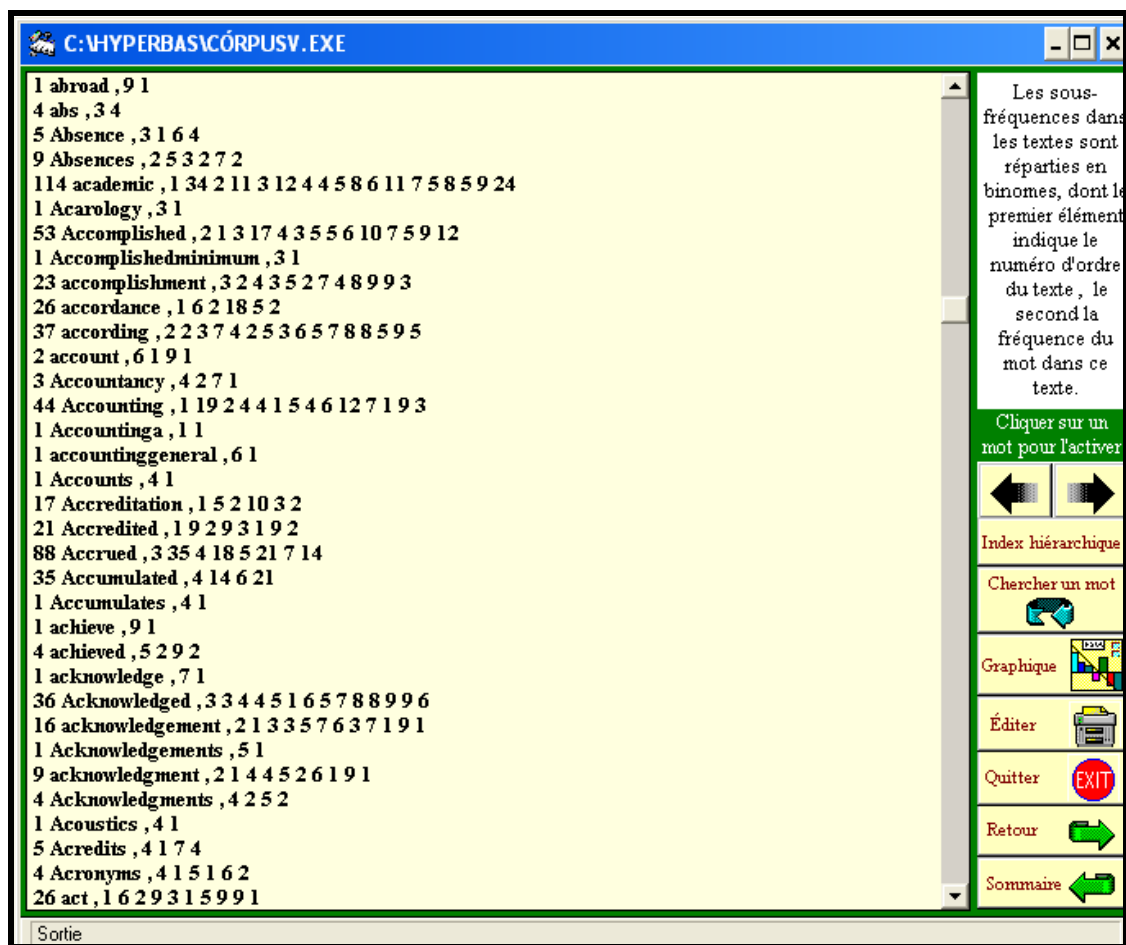 C:\HYPERBAS\CÓRPUSV.EXE
1 abroad ,9 1
4 abs ,3 4
5 Absence ,3 1 6 4
9 Absences ,2 5 3 2 7 2
114 academic ,1 34 2 11 3 12 4 4 5 8 6 11 7 5 8 5 9 24
1 Acarology ,3 1
53 Accomplished ,2 1 3 17 4 3 5 5 6 10 7 5 9 12
1 Accomplishedminimum ,3 1
23 accomplishment ,3 2 4 3 5 2 7 4 8 9 9 3
26 accordance ,1 6 2 18 5 2
37 according ,2 2 3 7 4 2 5 3 6 5 7 8 8 5 9 5
2 account ,6 1 9 1
3 Accountancy ,4 2 7 1
44 Accounting ,1 19 2 4 4 1 5 4 6 12 7 1 9 3
1 Accountinga ,1 1
1 accountinggeneral ,6 1
1 Accounts ,4 1
17 Accreditation ,1 5 2 10 3 2
21 Accredited ,1 9 2 9 3 1 9 2
88 Accrued ,3 35 4 18 5 21 7 14
35 Accumulated ,4 14 6 21
1 Accumulates ,4 1
1 achieve ,9 1
4 achieved ,5 2 9 2
1 acknowledge ,7 1
36 Acknowledged ,3 3 4 4 5 1 6 5 7 8 8 9 9 6
16 acknowledgement ,2 1 3 3 5 7 6 3 7 1 9 1
1 Acknowledgements ,5 1
9 acknowledgment ,2 1 4 4 5 2 6 1 9 1
4 Acknowledgments ,4 2 5 2
1 Acoustics ,4 1
5 Acredits ,4 1 7 4
4 Acronyms ,4 1 5 1 6 2
26 act ,1 6 2 9 3 1 5 9 9 1
Les sous-
fréquences dans
les textes sont
réparties en
binomes, dont le
premier élément
indique le
numéro d'ordre
du texte , le
second la
fréquence du
mot dans ce
texte.
Cliquer sur un
mot pour l'activer
Index hiérarchique
Chercher un mot
Graphique
Éditer
Quitter
EXIT
Retour
Sommaire
Sortie